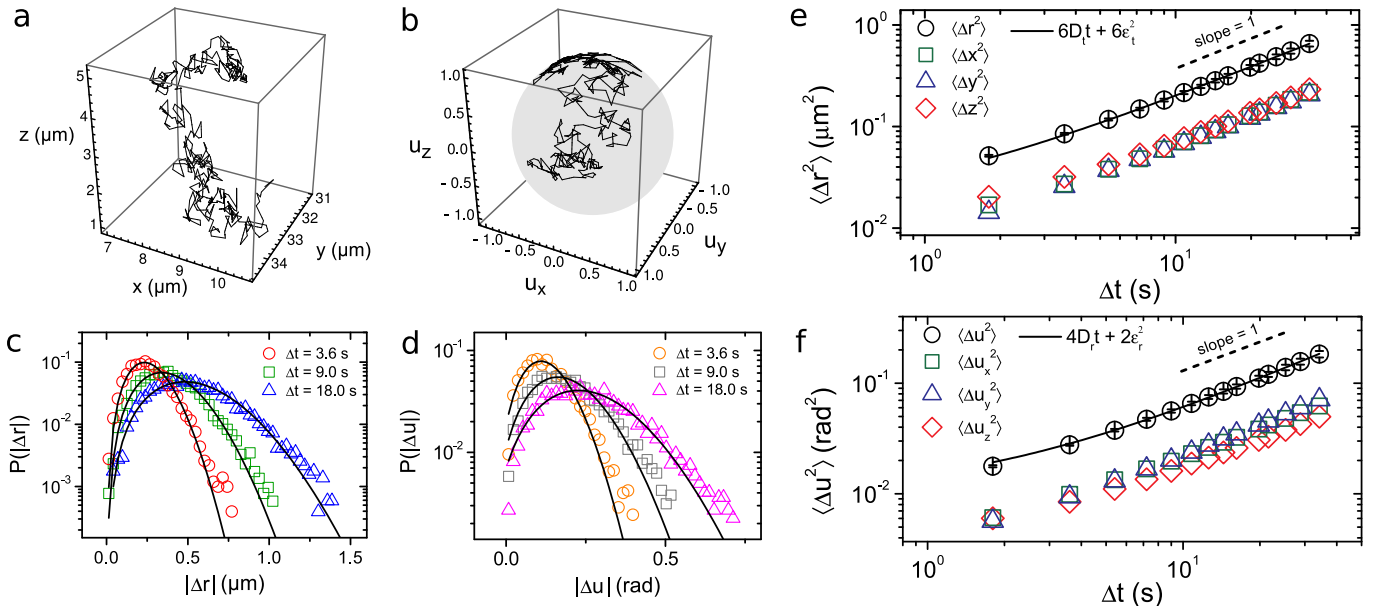 a
5
4
z (μm)
3
2
1
7
8
9
10
x (μm)
31
32
33
34
y (μm)
b
1.0
0.5
u_z
0.0
- 0.5
- 1.0
- 1.0
- 0.5
0.0
0.5
1.0
u_x
- 1.0
- 0.5
0.0
0.5
1.0
u_y
1.0
c
10⁻¹
10⁻²
10⁻³
P(|Δr|)
Δt = 3.6 s
Δt = 9.0 s
Δt = 18.0 s
0.0
0.5
1.0
1.5
|Δr| (μm)
d
10⁻¹
10⁻²
P(|Δu|)
Δt = 3.6 s
Δt = 9.0 s
Δt = 18.0 s
0.0
0.5
|Δu| (rad)
e
10⁰
10⁻¹
10⁻²
⟨Δr²⟩ (μm²)
⟨Δr²⟩
⟨Δx²⟩
⟨Δy²⟩
⟨Δz²⟩
6D_t t + 6ε_t²
slope = 1
10⁰
10¹
Δt (s)
f
10⁻¹
10⁻²
⟨Δu²⟩ (rad²)
⟨Δu²⟩
⟨Δu_x²⟩
⟨Δu_y²⟩
⟨Δu_z²⟩
4D_r t + 2ε_r²
slope = 1
10⁰
10¹
Δt (s)